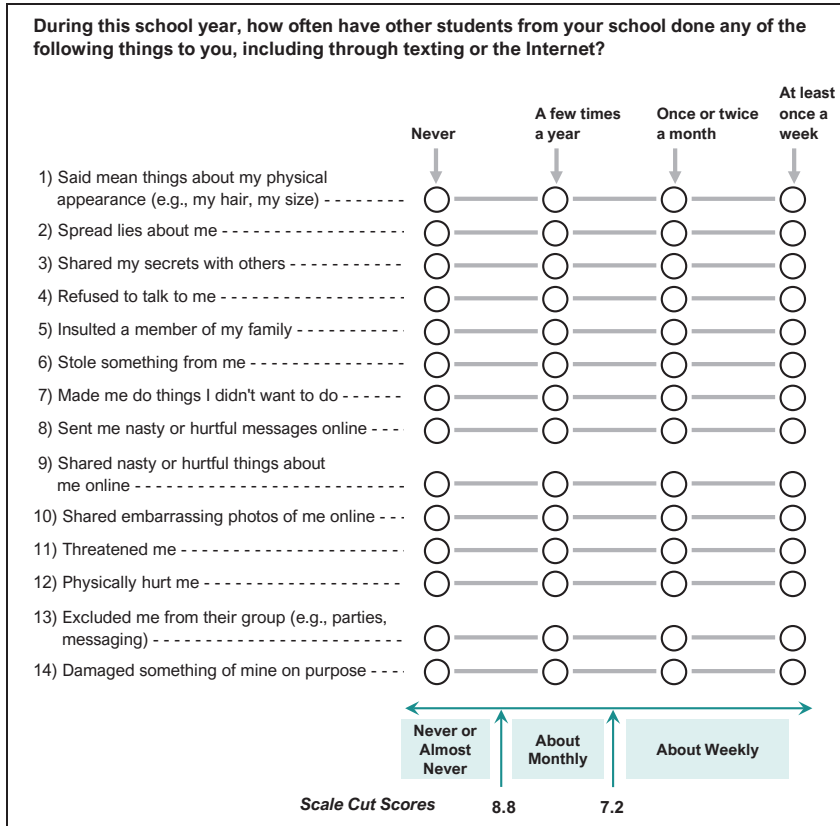 During this school year, how often have other students from your school done any of the
following things to you, including through texting or the Internet?
Never
A few times
a year
Once or twice
a month
At least
once a
week
1) Said mean things about my physical
appearance (e.g., my hair, my size) - - - - - - - -
2) Spread lies about me - - - - - - - - - - - - - - - - - -
3) Shared my secrets with others - - - - - - - - - - - -
4) Refused to talk to me - - - - - - - - - - - - - - - - - -
5) Insulted a member of my family - - - - - - - - - - -
6) Stole something from me - - - - - - - - - - - - - - -
7) Made me do things I didn't want to do - - - - - -
8) Sent me nasty or hurtful messages online - - - -
9) Shared nasty or hurtful things about
me online - - - - - - - - - - - - - - - - - - - - - - - - - -
10) Shared embarrassing photos of me online - - -
11) Threatened me - - - - - - - - - - - - - - - - - - - - - -
12) Physically hurt me - - - - - - - - - - - - - - - - - - - -
13) Excluded me from their group (e.g., parties,
messaging) - - - - - - - - - - - - - - - - - - - - - - - - -
14) Damaged something of mine on purpose - - - -
Never or
Almost
Never
About
Monthly
About Weekly
Scale Cut Scores 8.8 7.2